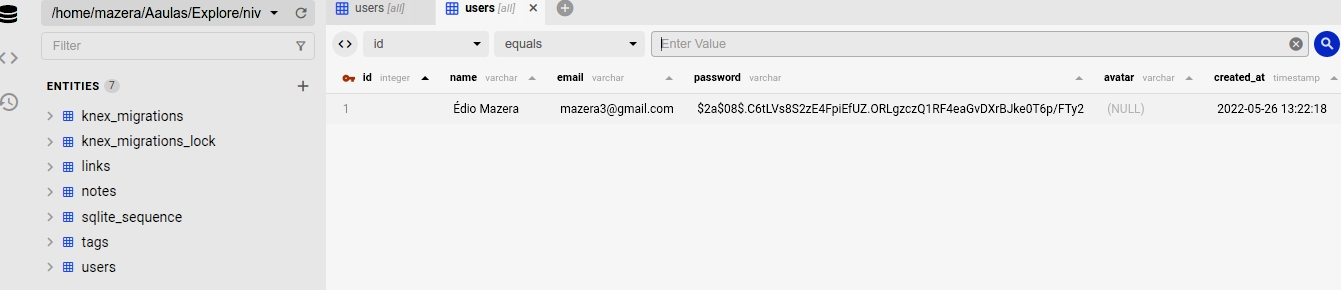 /home/mazera/Aaulas/Explore/niv
users [all]
users [all]
Filter
id
equals
Enter Value
ENTITIES 7
id integer name varchar email varchar password varchar avatar varchar created_at timestamp
1 Édio Mazera mazera3@gmail.com $2a$08$.C6tLVs8S2zE4FpiEfUZ.ORLgzczQ1RF4eaGvDXrBJke0T6p/FTy2 (NULL) 2022-05-26 13:22:18
knex_migrations
knex_migrations_lock
links
notes
sqlite_sequence
tags
users